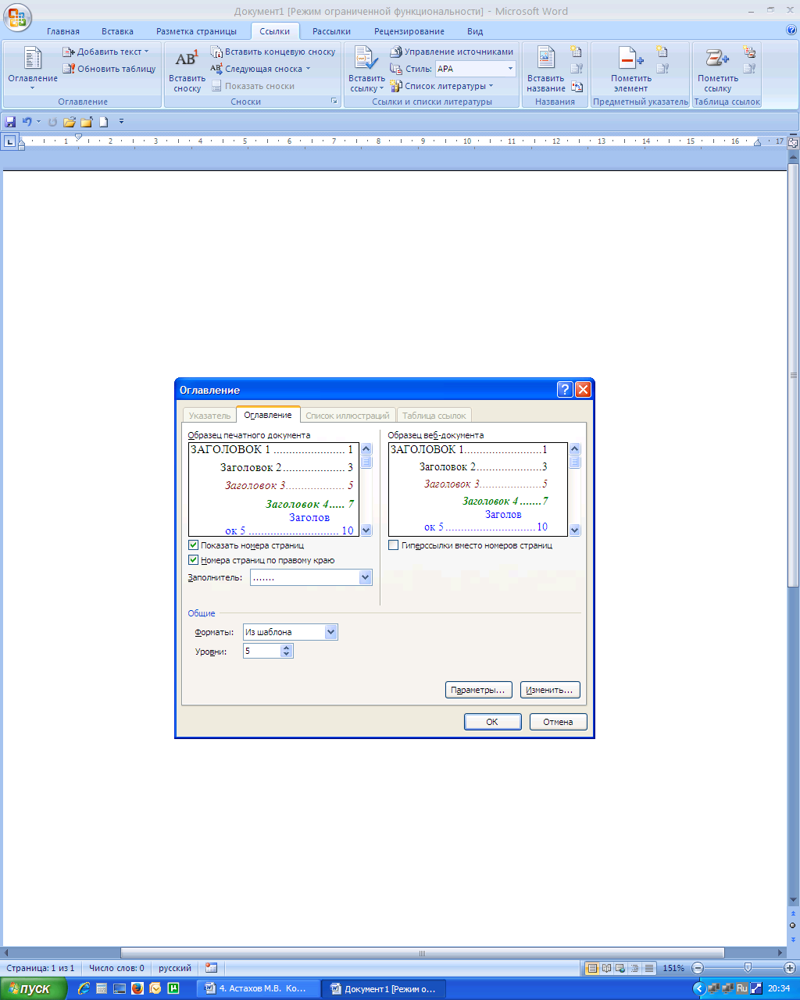 Документ1 [Режим ограниченной функциональности] - Microsoft Word
Главная Вставка Разметка страницы Ссылки Рассылки Рецензирование Вид
Оглавление
Добавить текст
Обновить таблицу
Оглавление
AB1
Вставить сноску
Вставить концевую сноску
Следующая сноска
Показать сноски
Сноски
Вставить ссылку
Управление источниками
Стиль: APA
Список литературы
Ссылки и списки литературы
Вставить название
Названия
Пометить элемент
Предметный указатель
Пометить ссылку
Таблица ссылок
1 1 2 3 4 5 6 7 8 9 10 11 12 13 14 15 16 17
Оглавление
Указатель Оглавление Список иллюстраций Таблица ссылок
Образец печатного документа
ЗАГОЛОВОК 1 ..................... 1
Заголовок 2..................... 3
Заголовок 3.................... 5
Заголовок 4..... 7
Заголов
ок 5 .............................. 10
Показать номера страниц
Номера страниц по правому краю
Заполнитель: .......
Образец веб-документа
ЗАГОЛОВОК 1..........................1
Заголовок 2......................3
Заголовок 3.....................5
Заголовок 4 .......7
Заголов
ок 5 ..............................10
Гиперссылки вместо номеров страниц
Общие
Форматы: Из шаблона
Уровни: 5
Параметры... Изменить...
ОК Отмена
Страница: 1 из 1 Число слов: 0 русский 151%
пуск 4. Астахов М.В. Ко... Документ1 [Режим о... Ru 20:34